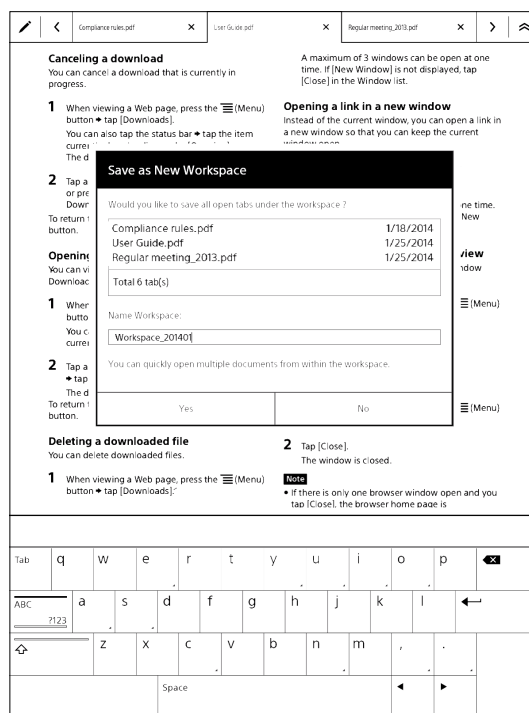 Compliance rules.pdf
User Guide.pdf
Regular meeting_2013.pdf
Canceling a download
You can cancel a download that is currently in
progress.
1 When viewing a Web page, press the (Menu)
button tap [Downloads].
You can also tap the status bar tap the item
The d
2 Tap a
or pre
Down
To return
button.
Opening
You can vi
Downloac
1 When
butto
You c
curre
2 Tap a
tap
The d
To return
button.
Deleting a downloaded file
You can delete downloaded files.
1 When viewing a Web page, press the (Menu)
button tap [Downloads].
A maximum of 3 windows can be open at one
time. If [New Window] is not displayed, tap
[Close] in the Window list.
Opening a link in a new window
Instead of the current window, you can open a link in
a new window so that you can keep the current
window open
ne time.
New
view
ndow
(Menu)
(Menu)
2 Tap [Close].
The window is closed.
Note
• If there is only one browser window open and you
tap [Close], the browser home page is
Save as New Workspace
Would you like to save all open tabs under the workspace ?
Compliance rules.pdf 1/18/2014
User Guide.pdf 1/25/2014
Regular meeting_2013.pdf 1/25/2014
Total 6 tab(s)
Name Workspace:
Workspace_201401
You can quickly open multiple documents from within the workspace.
Yes No
Tab q w e r t y u i o p
ABC ?123 a s d f g h j k l
z x c v b n m , .
Space